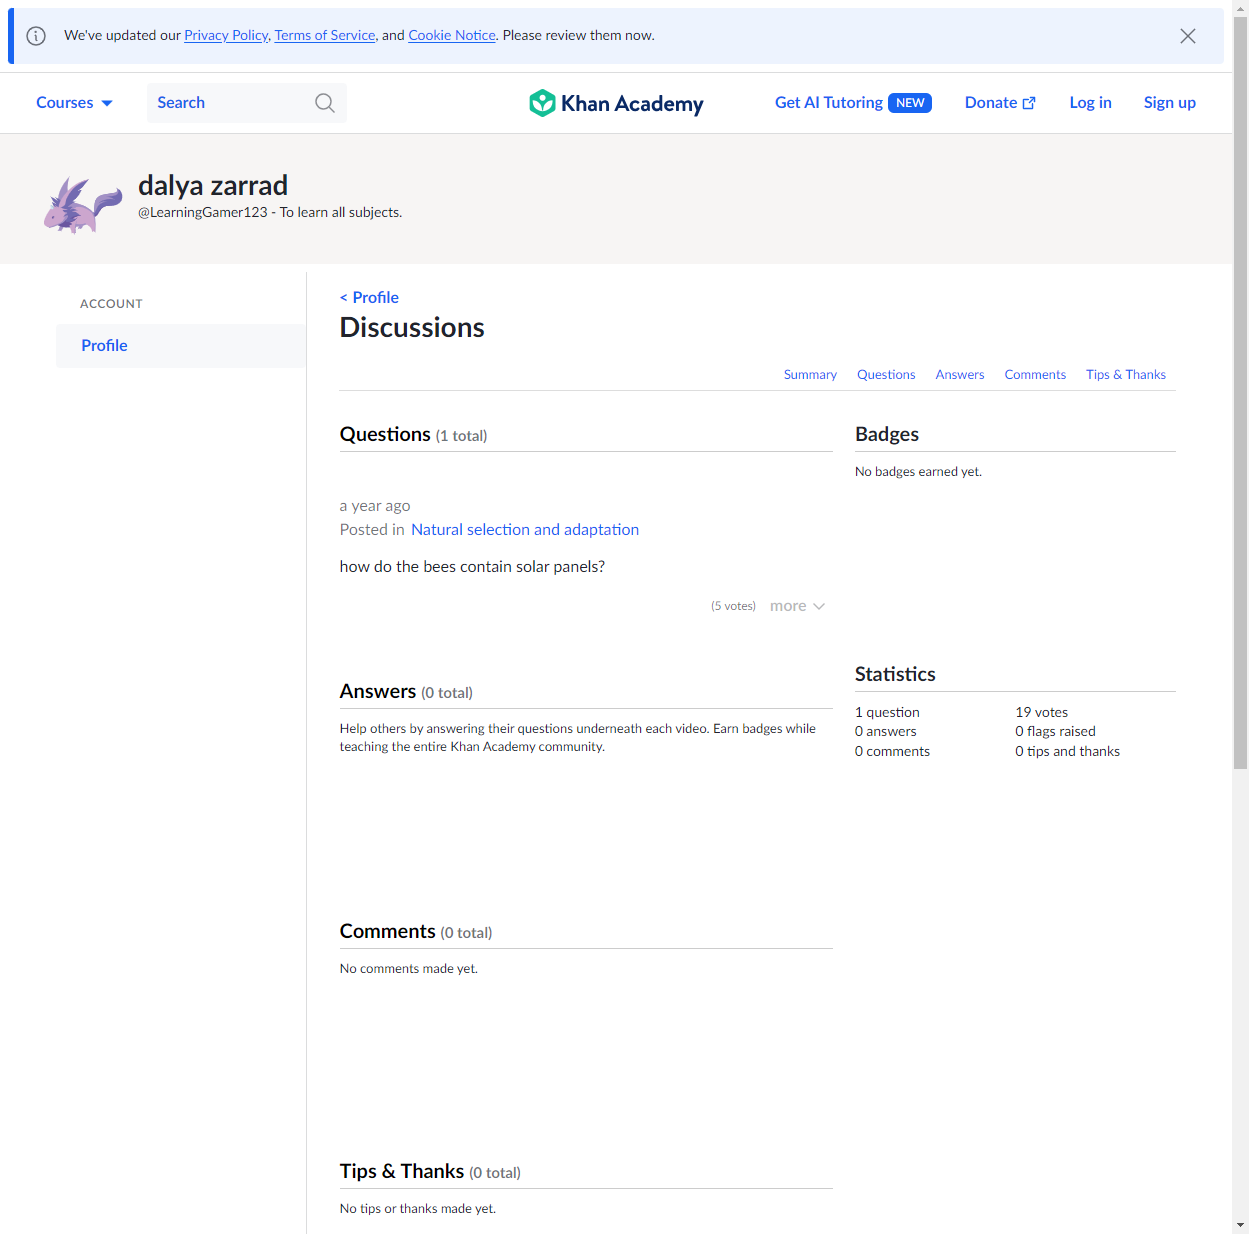 We've updated our Privacy Policy, Terms of Service, and Cookie Notice. Please review them now.
Courses
Search
Khan Academy
Get AI Tutoring NEW
Donate
Log in
Sign up
dalya zarrad
@LearningGamer123 - To learn all subjects.
ACCOUNT
Profile
< Profile
Discussions
Summary Questions Answers Comments Tips & Thanks
Questions (1 total)
a year ago
Posted in Natural selection and adaptation
how do the bees contain solar panels?
(5 votes) more
Answers (0 total)
Help others by answering their questions underneath each video. Earn badges while
teaching the entire Khan Academy community.
Comments (0 total)
No comments made yet.
Tips & Thanks (0 total)
No tips or thanks made yet.
Badges
No badges earned yet.
Statistics
1 question 19 votes
0 answers 0 flags raised
0 comments 0 tips and thanks